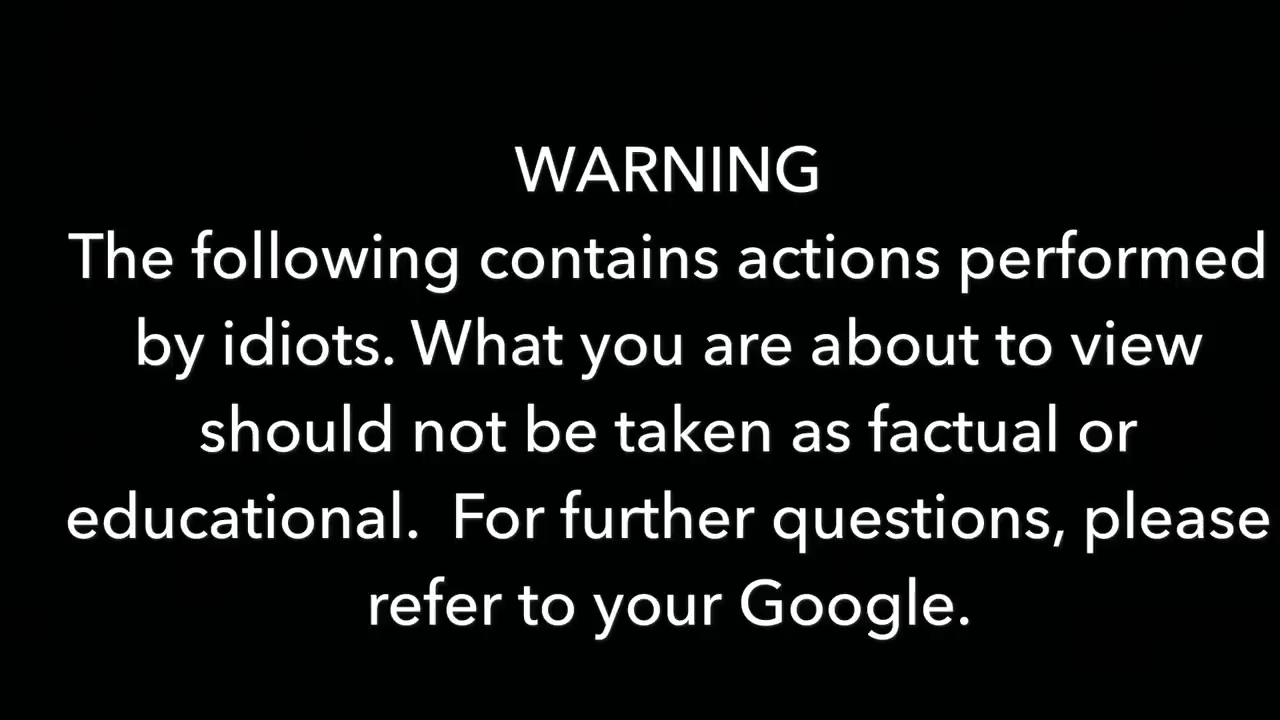 WARNING
The following contains actions performed
by idiots. What you are about to view
should not be taken as factual or
educational.  For further questions, please
refer to your Google.